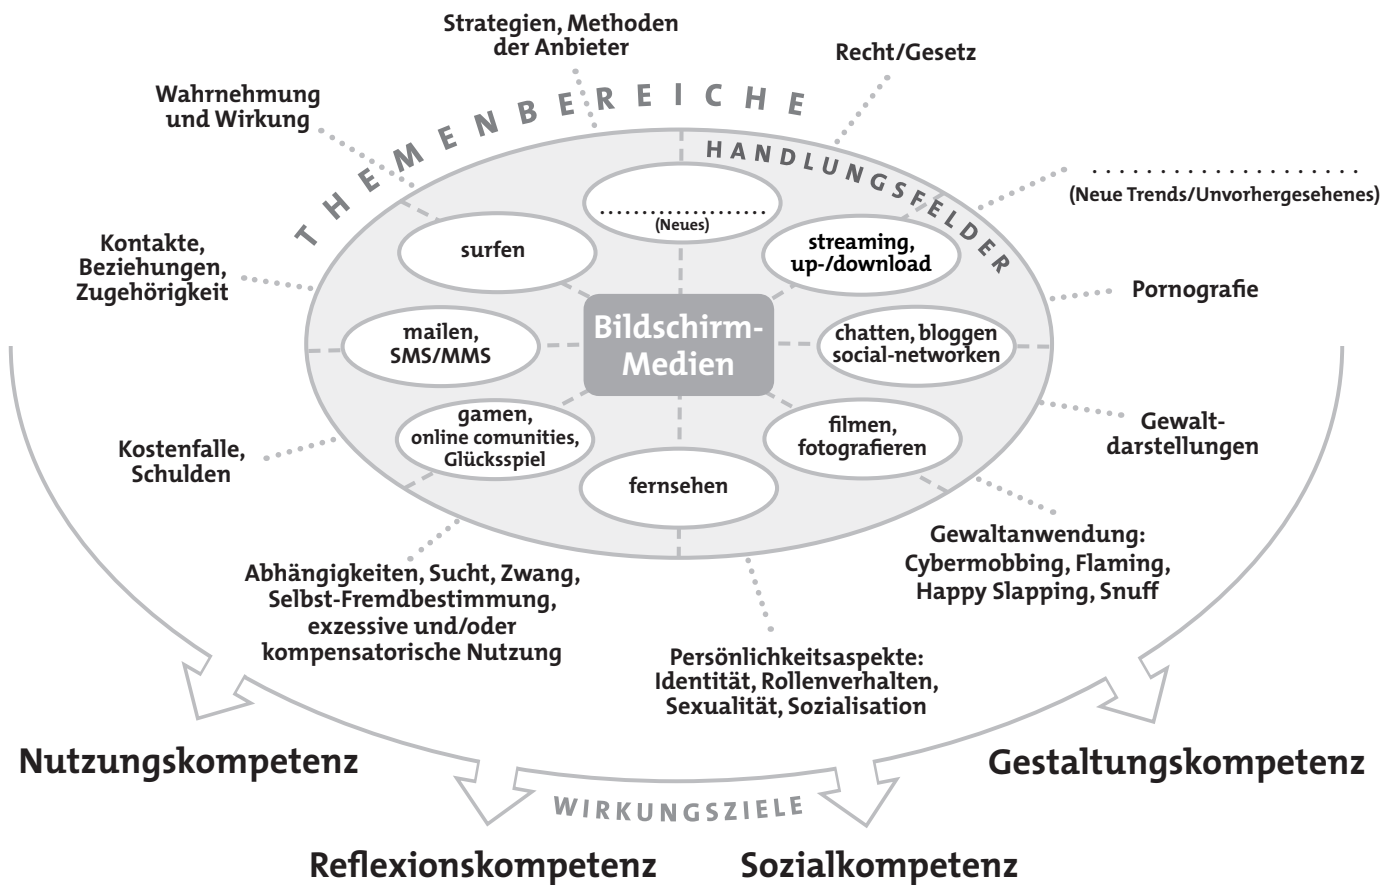 Strategien, Methoden
der Anbieter
Recht/Gesetz
Wahrnehmung
und Wirkung
THEMENBEREICHE
HANDLUNGSFELDER
...................
(Neue Trends/Unvorhergesehenes)
...................
(Neues)
surfen
streaming,
up-/download
Kontakte,
Beziehungen,
Zugehörigkeit
Pornografie
mailen,
SMS/MMS
Bildschirm-
Medien
chatten, bloggen
social-networken
gamen,
online comunities,
Glücksspiel
filmen,
fotografieren
Kostenfalle,
Schulden
Gewalt-
darstellungen
fernsehen
Gewaltanwendung:
Cybermobbing, Flaming,
Happy Slapping, Snuff
Abhängigkeiten, Sucht, Zwang,
Selbst-Fremdbestimmung,
exzessive und/oder
kompensatorische Nutzung
Persönlichkeitsaspekte:
Identität, Rollenverhalten,
Sexualität, Sozialisation
Nutzungskompetenz
Gestaltungskompetenz
WIRKUNGSZIELE
Reflexionskompetenz
Sozialkompetenz